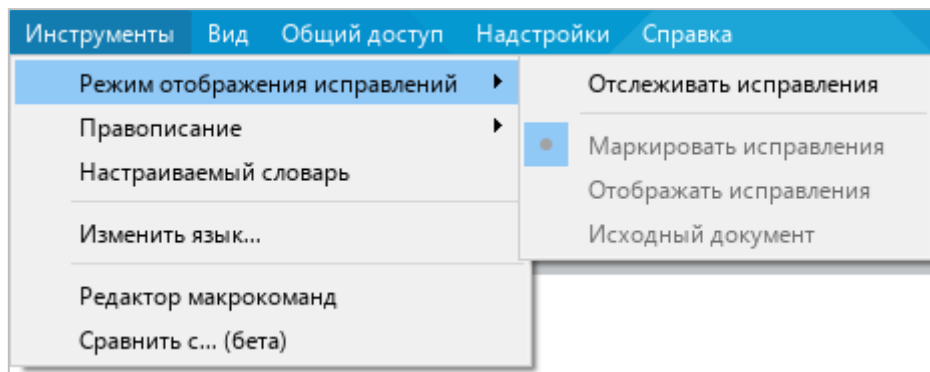 Инструменты Вид Общий доступ Надстройки Справка
Режим отображения исправлений
Правописание
Настраиваемый словарь
Изменить язык...
Редактор макрокоманд
Сравнить с... (бета)
Отслеживать исправления
Маркировать исправления
Отображать исправления
Исходный документ